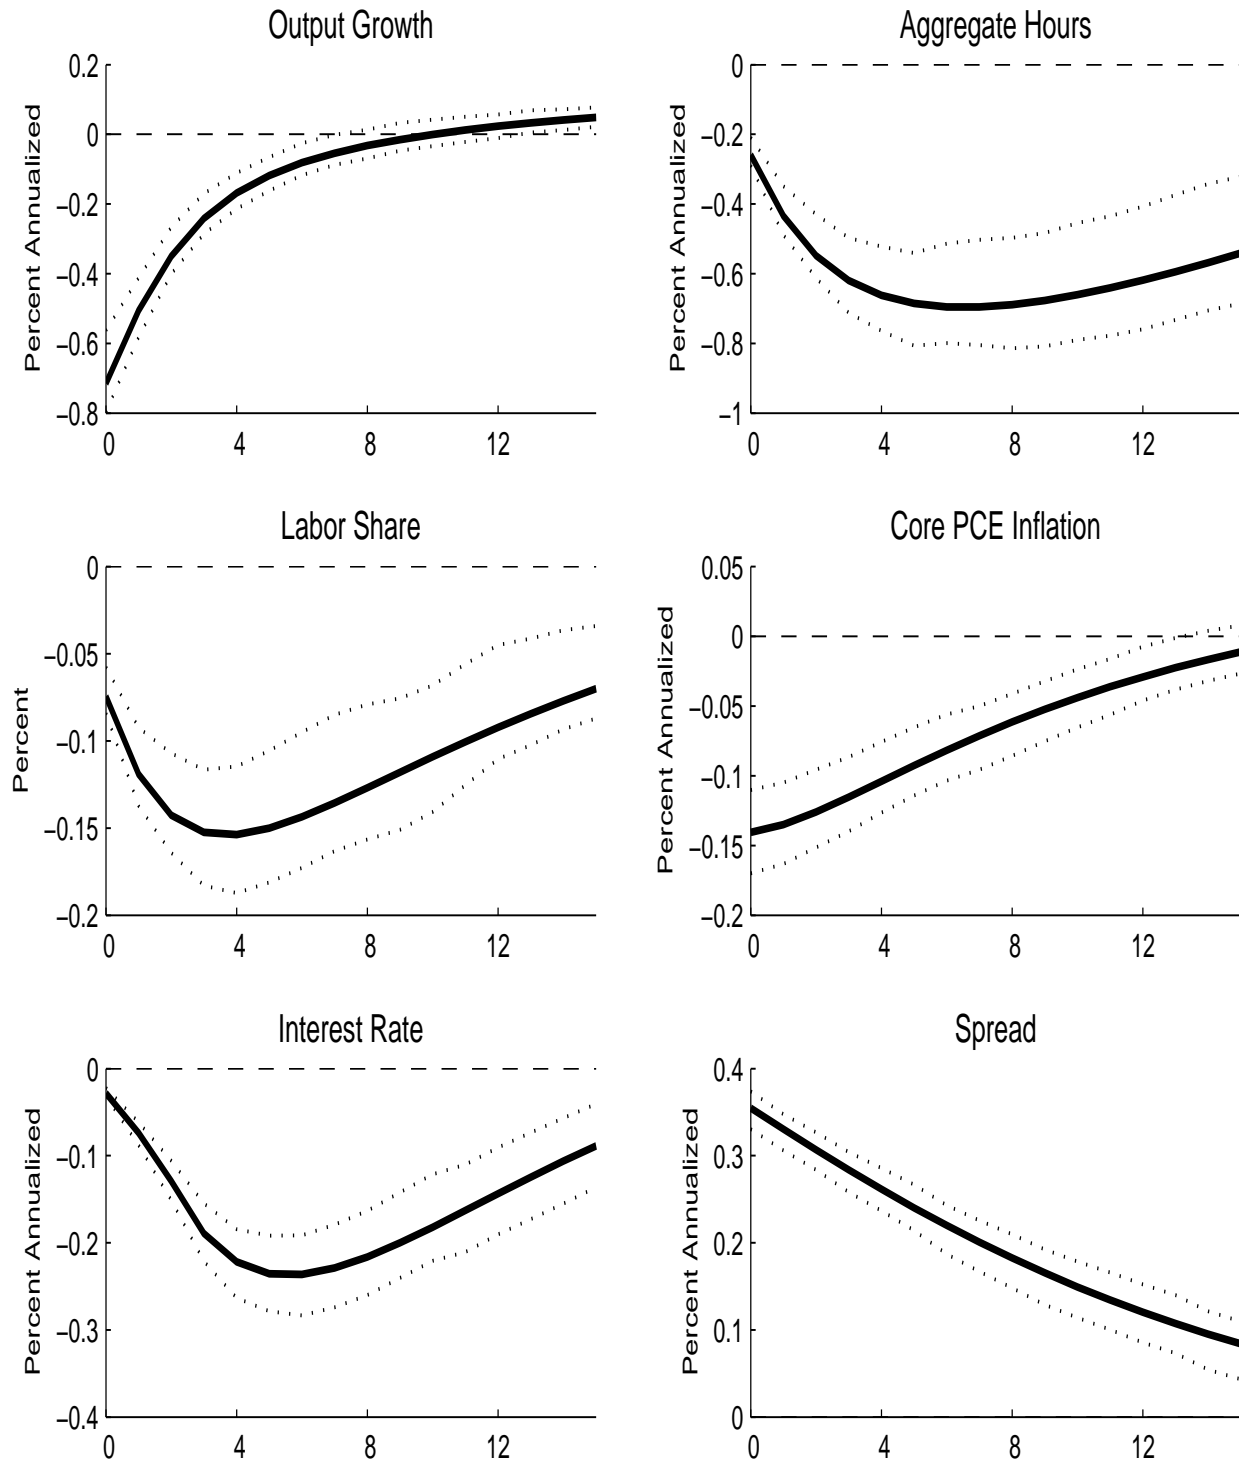 Output Growth
Percent Annualized
0.2
0
−0.2
−0.4
−0.6
−0.8
0 4 8 12
Aggregate Hours
Percent Annualized
0
−0.2
−0.4
−0.6
−0.8
−1
0 4 8 12
Labor Share
Percent
0
−0.05
−0.1
−0.15
−0.2
0 4 8 12
Core PCE Inflation
Percent Annualized
0.05
0
−0.05
−0.1
−0.15
−0.2
0 4 8 12
Interest Rate
Percent Annualized
0
−0.1
−0.2
−0.3
−0.4
0 4 8 12
Spread
Percent Annualized
0.4
0.3
0.2
0.1
0
0 4 8 12